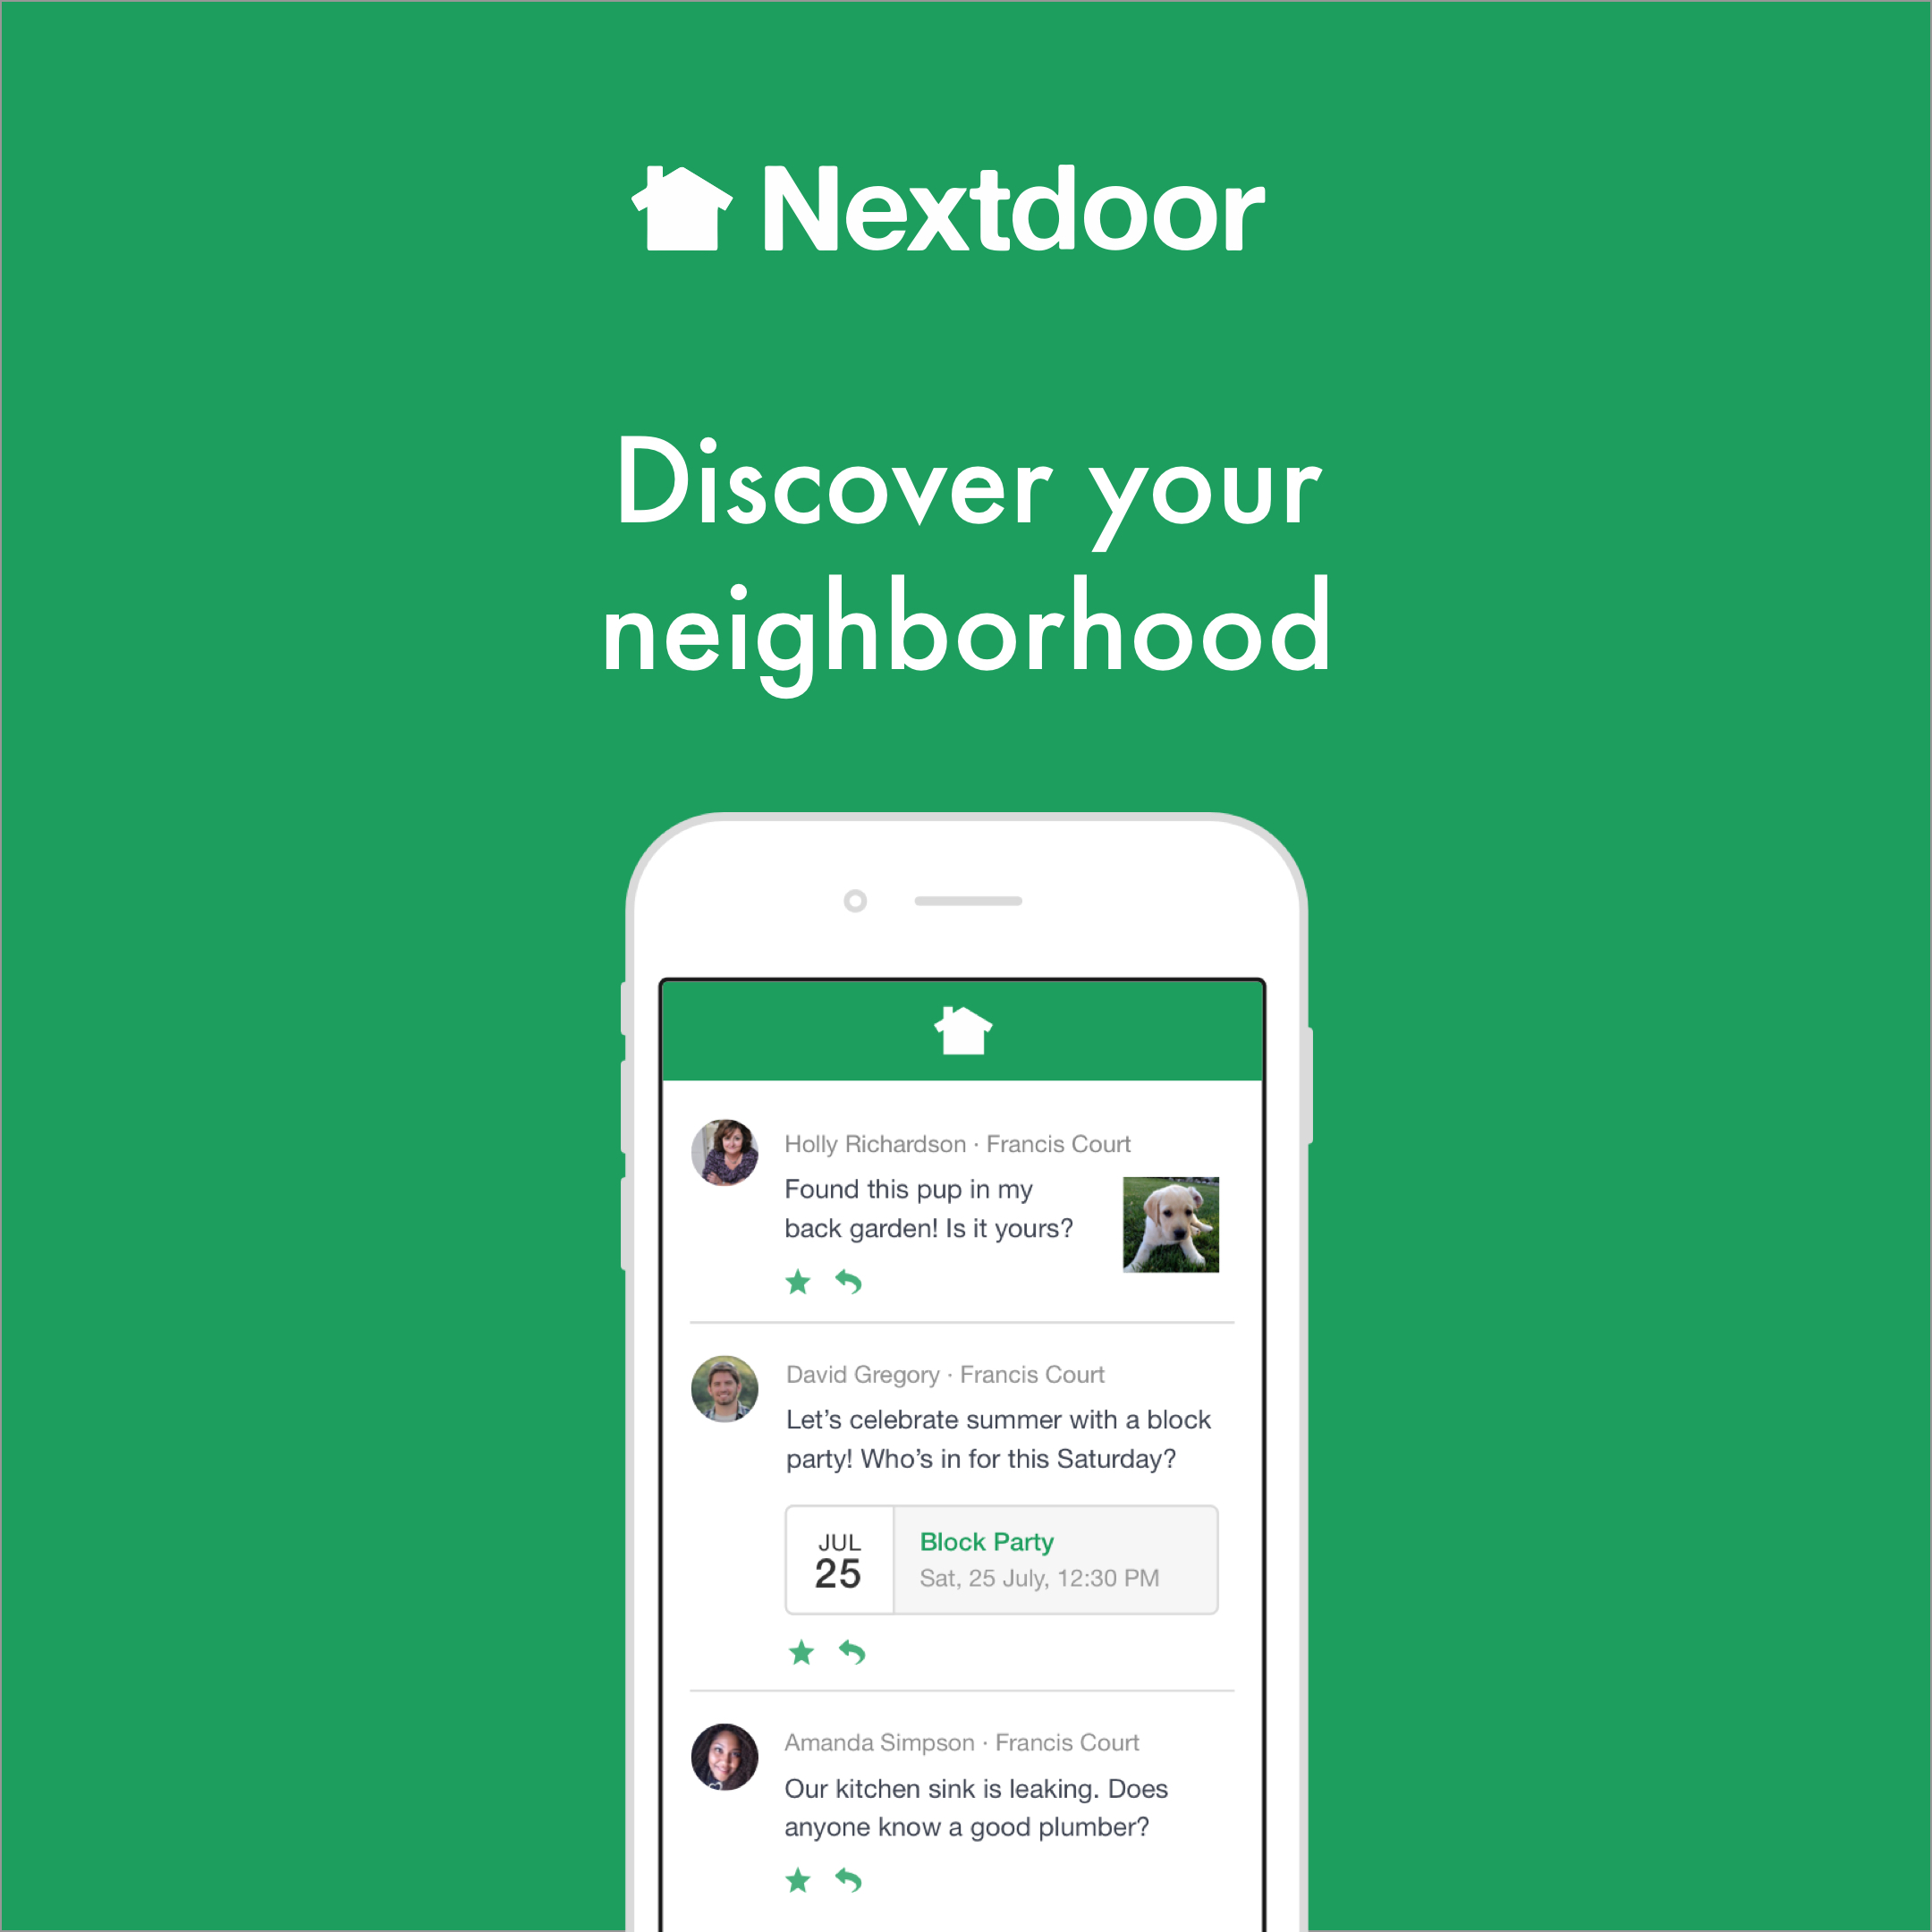 Nextdoor
Discover your
neighborhood
Holly Richardson · Francis Court
Found this pup in my
back garden! Is it yours?
David Gregory · Francis Court
Let’s celebrate summer with a block
party! Who’s in for this Saturday?
JUL
25
Block Party
Sat, 25 July, 12:30 PM
Amanda Simpson · Francis Court
Our kitchen sink is leaking. Does
anyone know a good plumber?